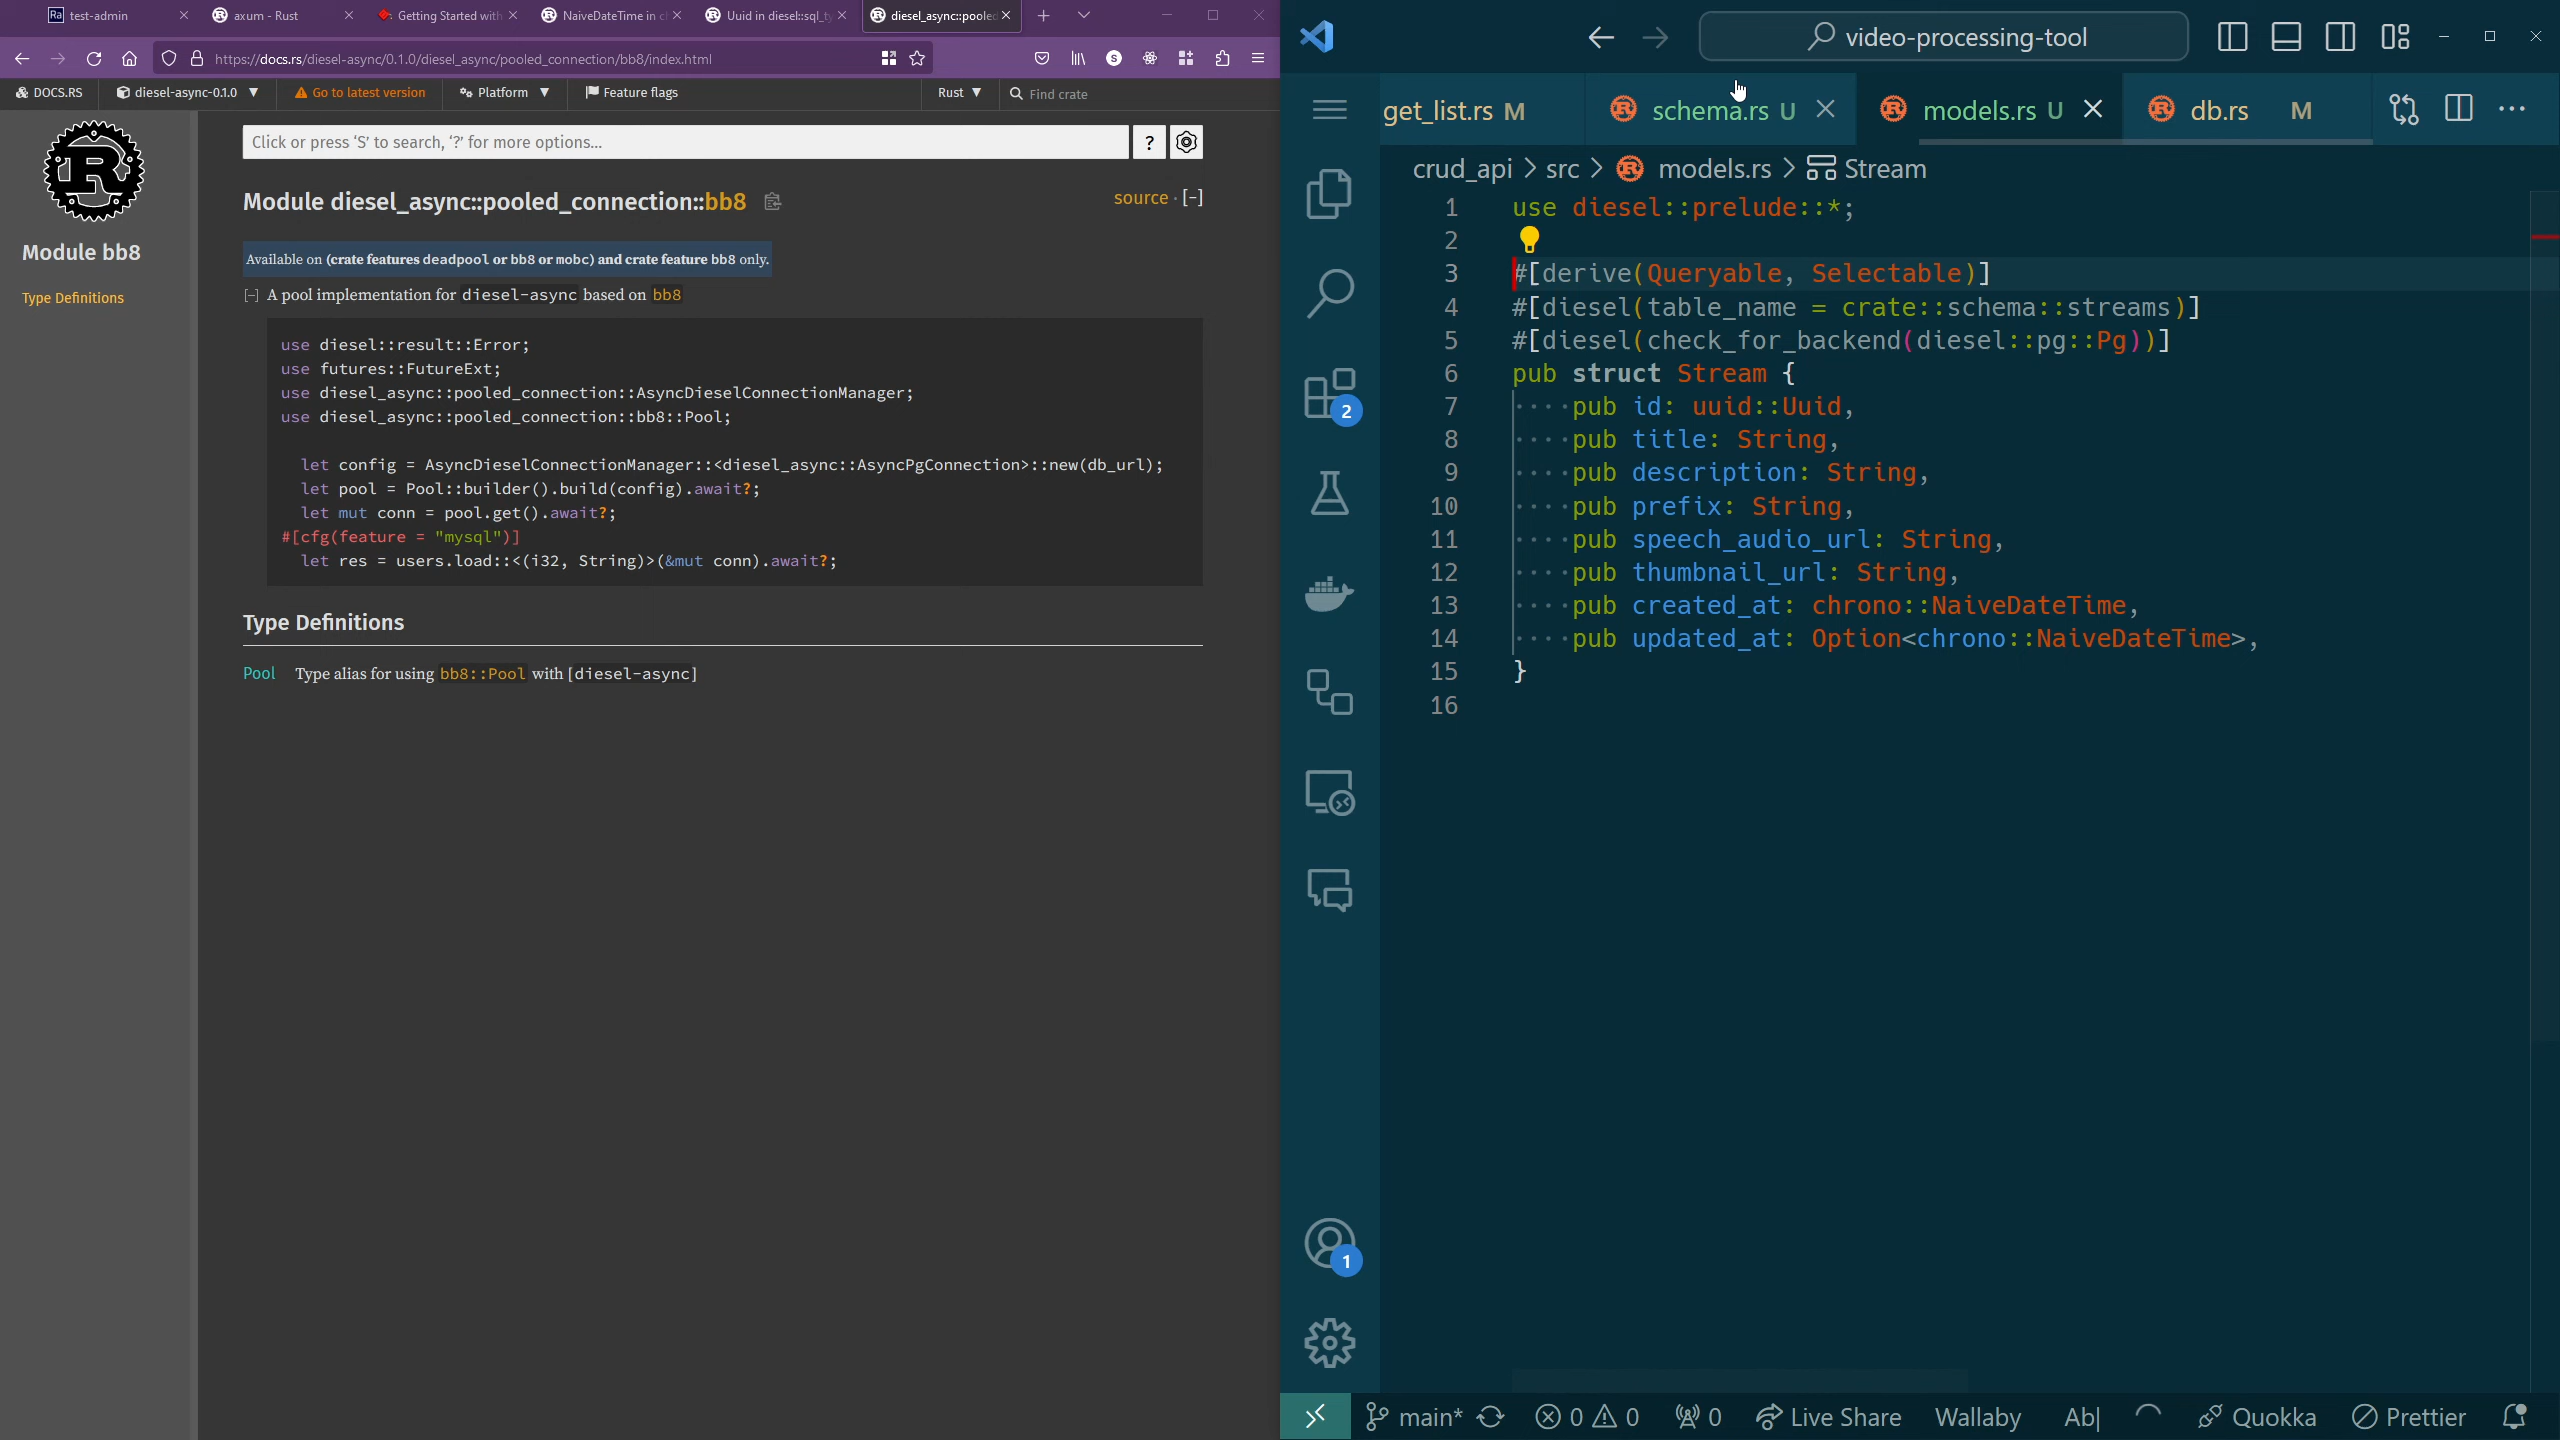 test-admin
axum - Rust
Getting Started with
NaiveDateTime in c
Uuid in diesel::sql_ty
diesel_async::pooled
https://docs.rs/diesel-async/0.1.0/diesel_async/pooled_connection/bb8/index.html
DOCS.RS
diesel-async-0.1.0
Go to latest version
Platform
Feature flags
Rust
Find crate
Module bb8
Type Definitions
Click or press ‘S’ to search, ‘?’ for more options...
?
Module diesel_async::pooled_connection::bb8
source · [-]
Available on (crate features deadpool or bb8 or mobc) and crate feature bb8 only.
[-] A pool implementation for diesel-async based on bb8
use diesel::result::Error;
use futures::FutureExt;
use diesel_async::pooled_connection::AsyncDieselConnectionManager;
use diesel_async::pooled_connection::bb8::Pool;
let config = AsyncDieselConnectionManager::<diesel_async::AsyncPgConnection>::new(db_url);
let pool = Pool::builder().build(config).await?;
let mut conn = pool.get().await?;
#[cfg(feature = "mysql")]
let res = users.load::<(i32, String)>(&mut conn).await?;
Type Definitions
Pool Type alias for using bb8::Pool with [diesel-async]
video-processing-tool
get_list.rs M
schema.rs U
models.rs U
db.rs M
crud_api > src > models.rs > Stream
1 use diesel::prelude::*;
2
3 #[derive(Queryable, Selectable)]
4 #[diesel(table_name = crate::schema::streams)]
5 #[diesel(check_for_backend(diesel::pg::Pg))]
6 pub struct Stream {
7 ····pub id: uuid::Uuid,
8 ····pub title: String,
9 ····pub description: String,
10 ····pub prefix: String,
11 ····pub speech_audio_url: String,
12 ····pub thumbnail_url: String,
13 ····pub created_at: chrono::NaiveDateTime,
14 ····pub updated_at: Option<chrono::NaiveDateTime>,
15 }
16
2
1
main* 0 0 0 Live Share Wallaby Ab| Quokka Prettier